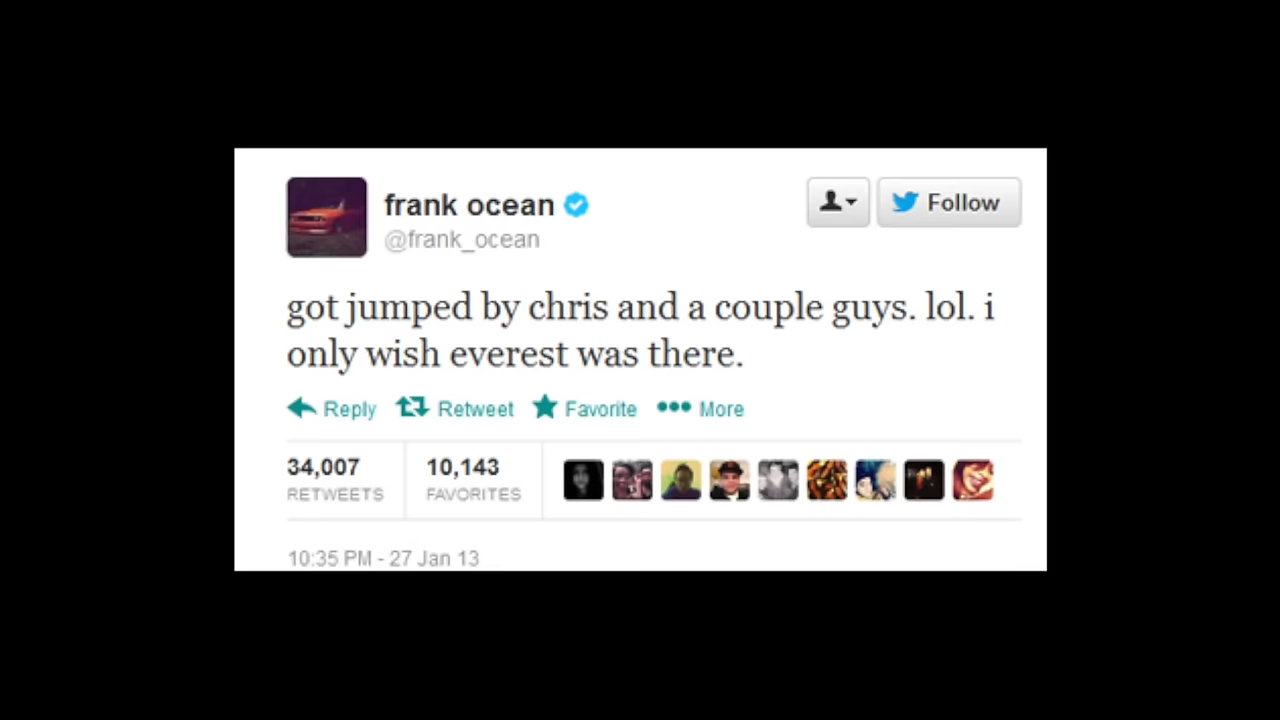 frank ocean
@frank_ocean
Follow
got jumped by chris and a couple guys. lol. i
only wish everest was there.
Reply Retweet Favorite More
34,007 10,143
RETWEETS FAVORITES
10:35 PM - 27 Jan 13